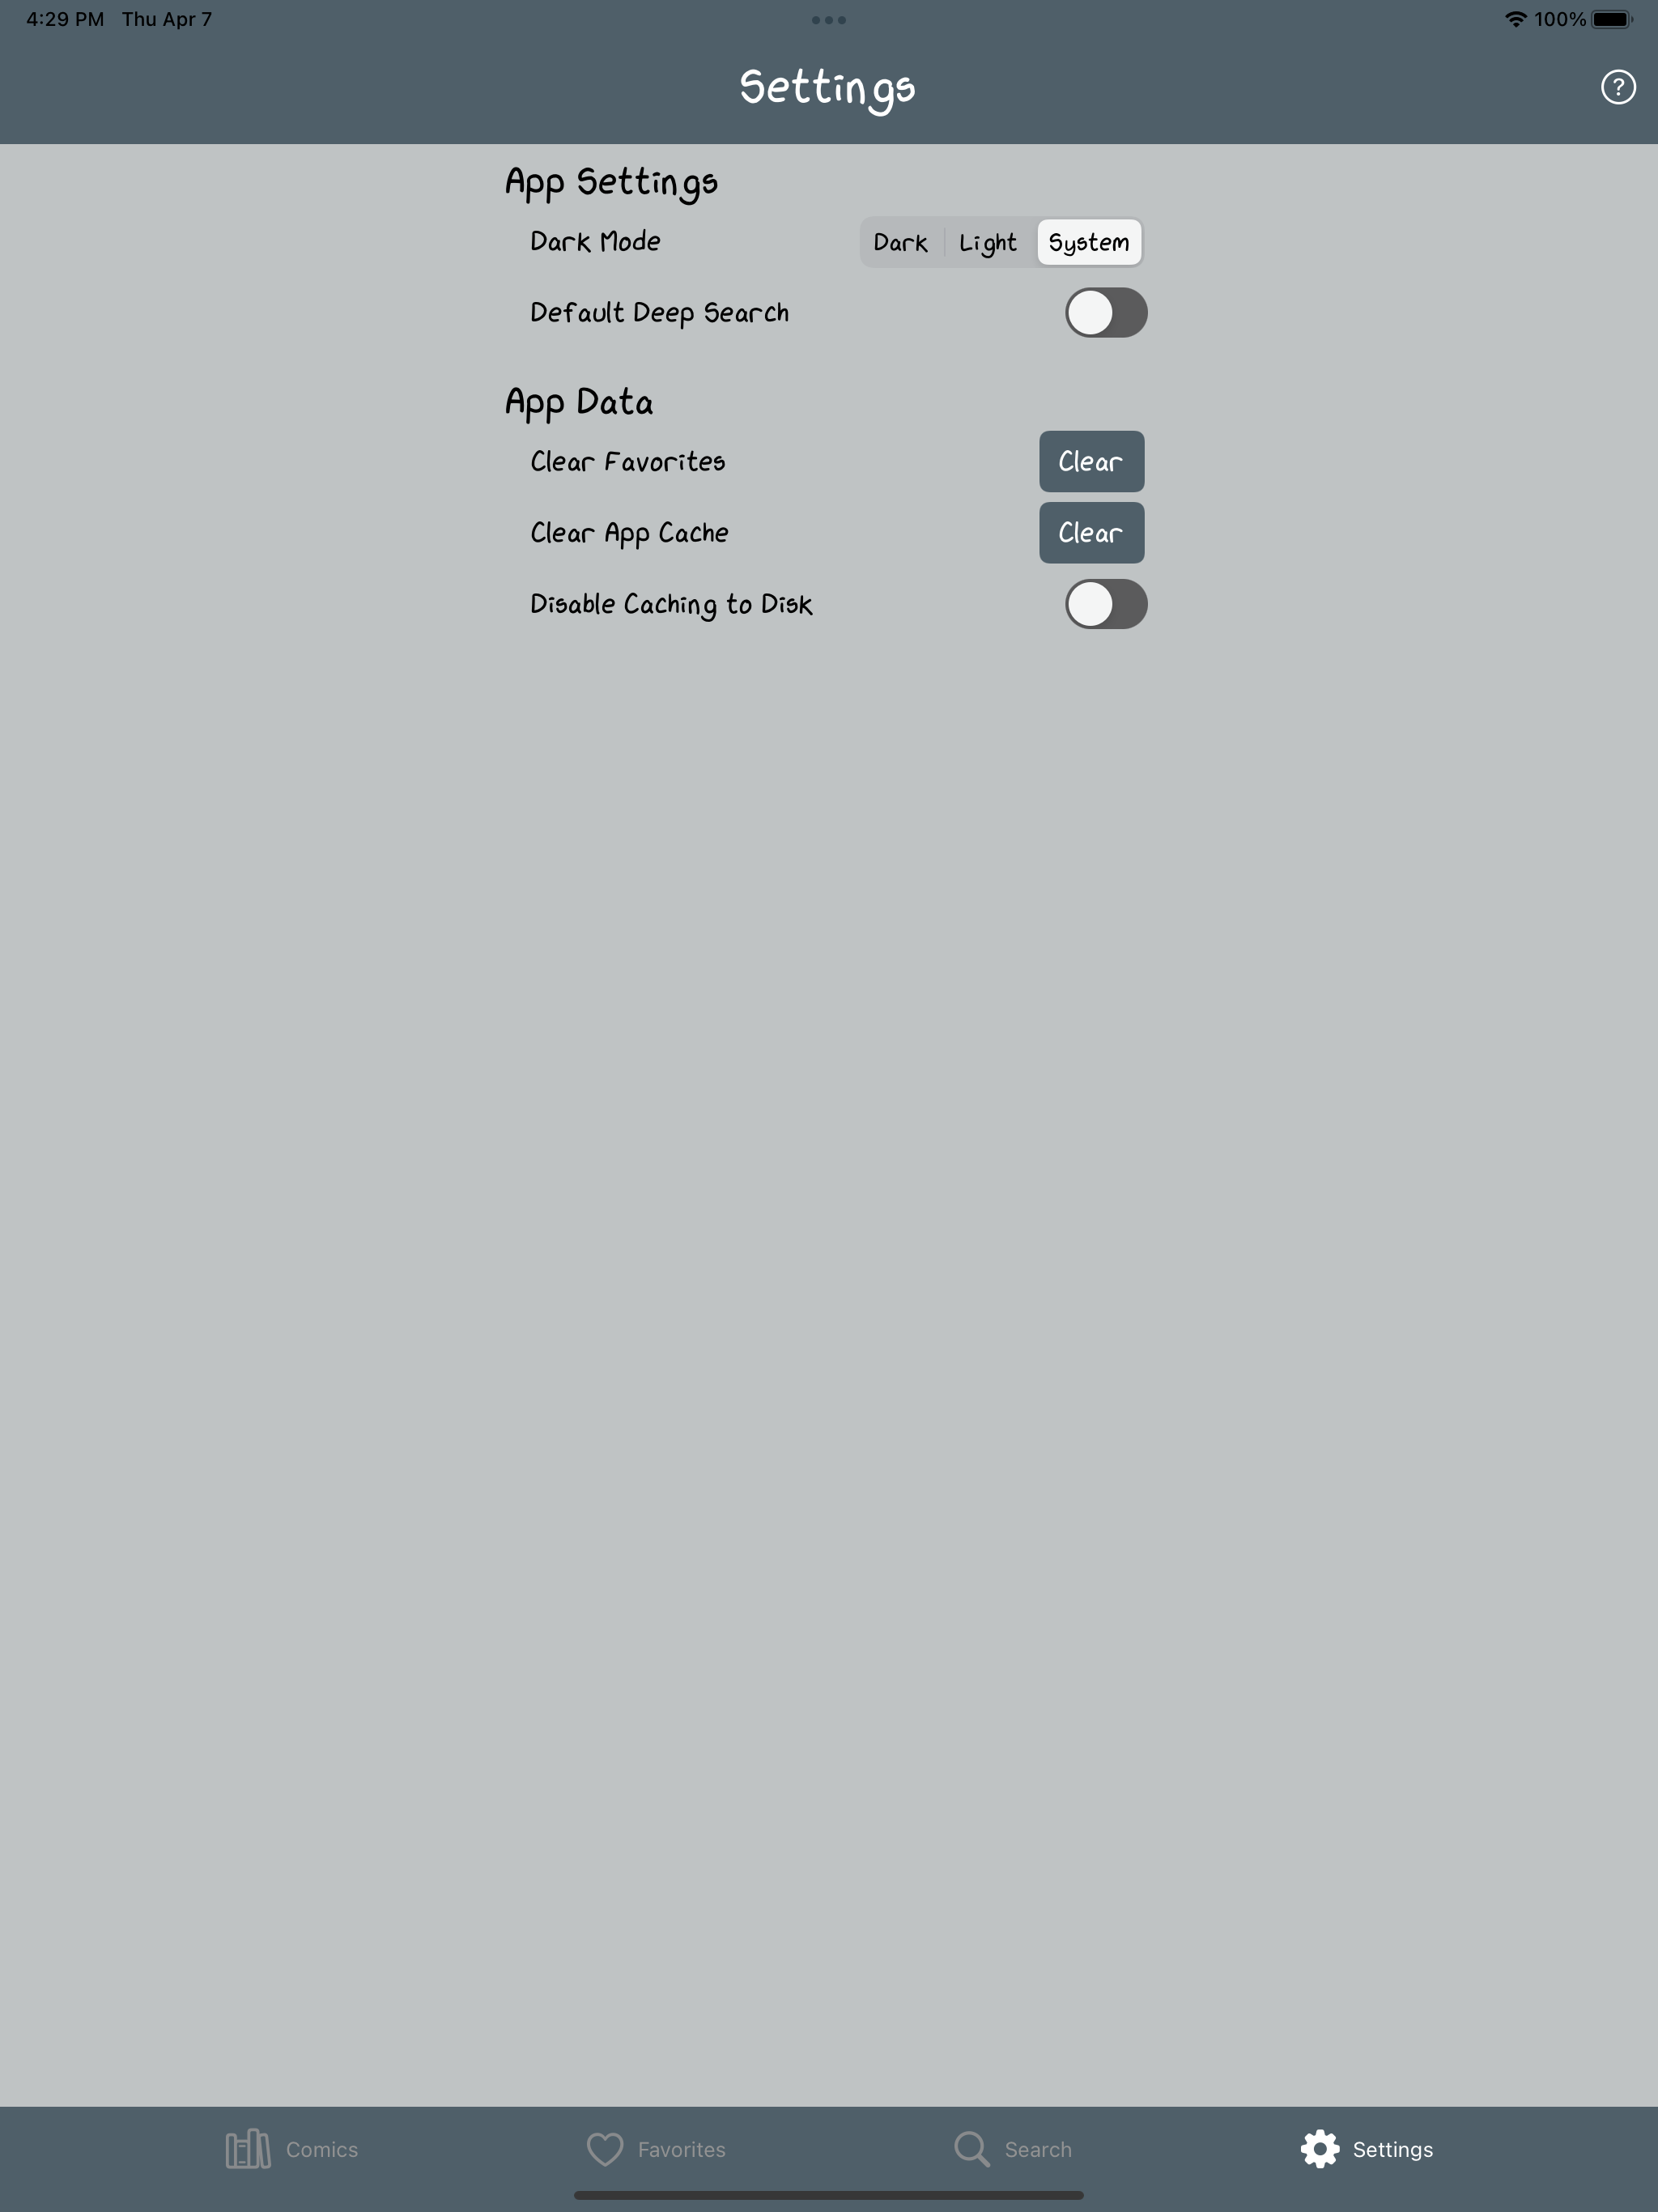 4:29 PM Thu Apr 7 100%
Settings ?
App Settings
Dark Mode Dark Light System
Default Deep Search
App Data
Clear Favorites Clear
Clear App Cache Clear
Disable Caching to Disk
Comics Favorites Search Settings